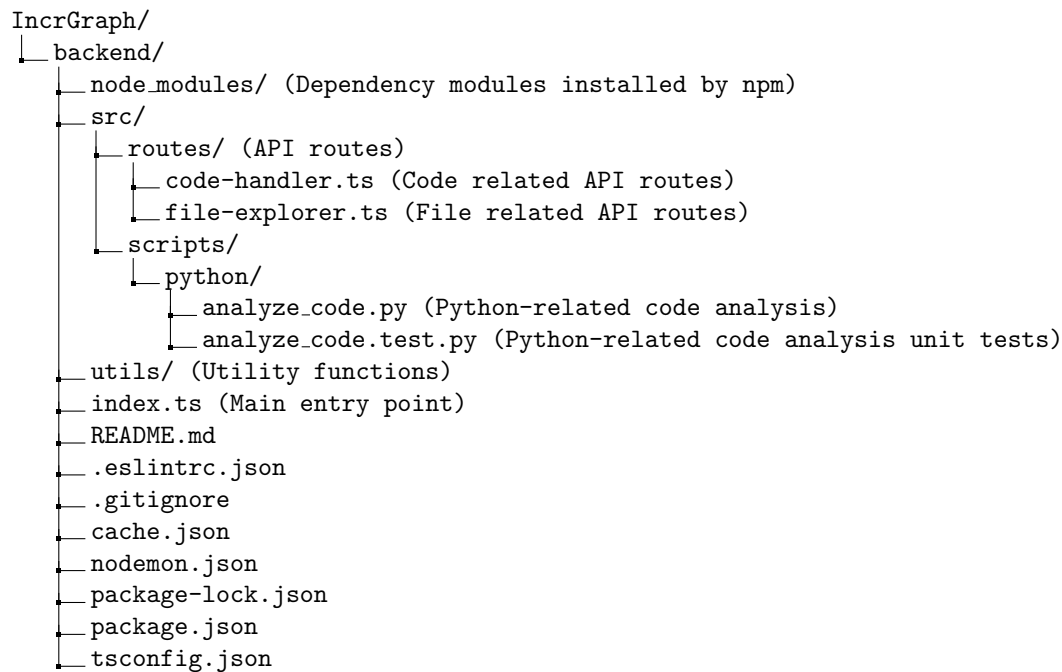 IncrGraph/
backend/
node_modules/ (Dependency modules installed by npm)
src/
routes/ (API routes)
code-handler.ts (Code related API routes)
file-explorer.ts (File related API routes)
scripts/
python/
analyze_code.py (Python-related code analysis)
analyze_code.test.py (Python-related code analysis unit tests)
utils/ (Utility functions)
index.ts (Main entry point)
README.md
.eslintrc.json
.gitignore
cache.json
nodemon.json
package-lock.json
package.json
tsconfig.json